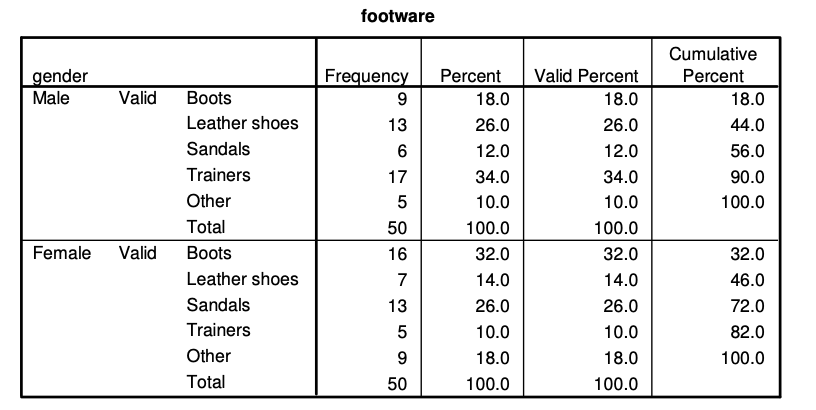 footware
gender Frequency Percent Valid Percent Cumulative Percent
Male Valid Boots 9 18.0 18.0 18.0
Leather shoes 13 26.0 26.0 44.0
Sandals 6 12.0 12.0 56.0
Trainers 17 34.0 34.0 90.0
Other 5 10.0 10.0 100.0
Total 50 100.0 100.0
Female Valid Boots 16 32.0 32.0 32.0
Leather shoes 7 14.0 14.0 46.0
Sandals 13 26.0 26.0 72.0
Trainers 5 10.0 10.0 82.0
Other 9 18.0 18.0 100.0
Total 50 100.0 100.0